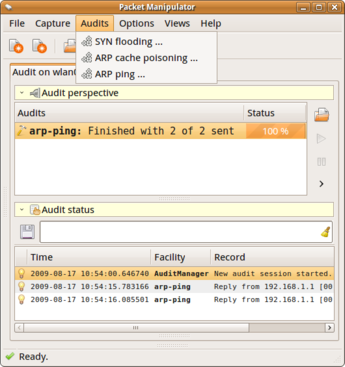 Packet Manipulator
File Capture Audits Options Views Help
SYN flooding ...
ARP cache poisoning ...
ARP ping ...
Audit on wlan
Audit perspective
Audits Status
arp-ping: Finished with 2 of 2 sent 100 %
Audit status
Time Facility Record
2009-08-17 10:54:00.646740 AuditManager New audit session started.
2009-08-17 10:54:15.783166 arp-ping Reply from 192.168.1.1 [00
2009-08-17 10:54:16.085501 arp-ping Reply from 192.168.1.1 [00
Ready.